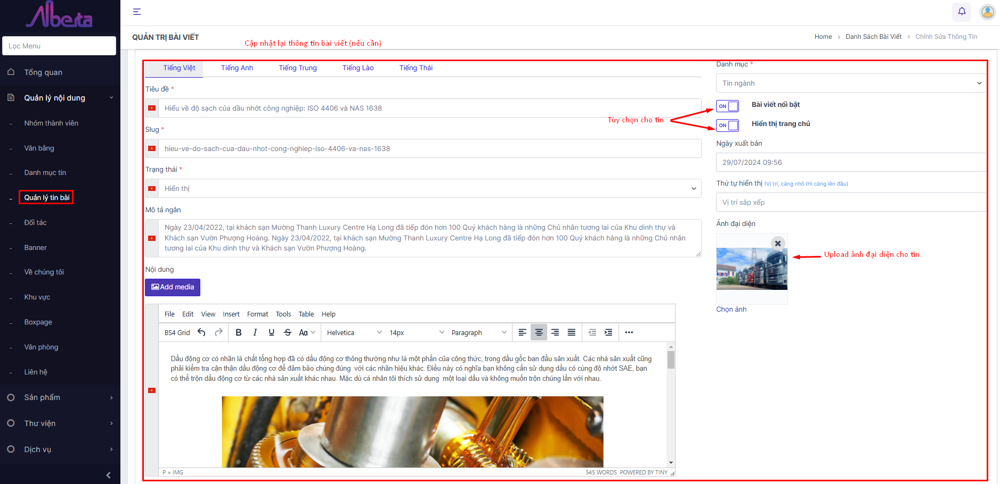 Alberta
Lọc Menu
Tổng quan
Quản lý nội dung
Nhóm thành viên
Văn bằng
Danh mục tin
Quản lý tin bài
Đối tác
Banner
Về chúng tôi
Khu vực
Boxpage
Văn phòng
Liên hệ
Sản phẩm
Thư viện
Dịch vụ
QUẢN TRỊ BÀI VIẾT
Cập nhật lại thông tin bài viết (nếu cần)
Home > Danh Sách Bài Viết > Chỉnh Sửa Thông Tin
Tiếng Việt Tiếng Anh Tiếng Trung Tiếng Lào Tiếng Thái
Tiêu đề *
Hiểu về độ sạch của dầu nhớt công nghiệp: ISO 4406 và NAS 1638
Slug *
hieu-ve-do-sach-cua-dau-nhot-cong-nghiep-iso-4406-va-nas-1638
Trạng thái *
Hiển thị
Mô tả ngắn
Ngày 23/04/2022, tại khách sạn Mường Thanh Luxury Centre Hạ Long đã tiếp đón hơn 100 Quý khách hàng là những Chủ nhân tương lai của Khu dinh thự và
Khách sạn Vườn Phượng Hoàng. Ngày 23/04/2022, tại khách sạn Mường Thanh Luxury Centre Hạ Long đã tiếp đón hơn 100 Quý khách hàng là những Chủ nhân
tương lai của Khu dinh thự và Khách sạn Vườn Phượng Hoàng.
Nội dung
Add media
File Edit View Insert Format Tools Table Help
BS4 Grid B I U S Aa Helvetica 14px Paragraph
Dầu động cơ có nhãn là chất tổng hợp đã có dầu động cơ thông thường như là một phần của công thức, trong dầu gốc ban đầu sản xuất. Các nhà sản xuất cũng
phải kiểm tra cận thận dầu động cơ để đảm bảo chúng đúng với các nhãn hiệu khác. Điều này có nghĩa bạn không cần sử dụng dầu có cùng độ nhớt SAE, bạn
có thể trộn dầu động cơ từ các nhà sản xuất khác nhau. Mặc dù cá nhân tôi thích sử dụng một loại dầu và không muốn trộn chúng lần với nhau.
P » IMG
545 WORDS POWERED BY TINY
Danh mục *
Tin ngành
ON Bài viết nổi bật
Tùy chọn cho tin
ON Hiển thị trang chủ
Ngày xuất bản
29/07/2024 09:56
Thứ tự hiển thị (Vị trí, càng nhỏ thì càng lên đầu)
Vị trí sắp xếp
Ảnh đại diện
Upload ảnh đại diện cho tin
Chọn ảnh